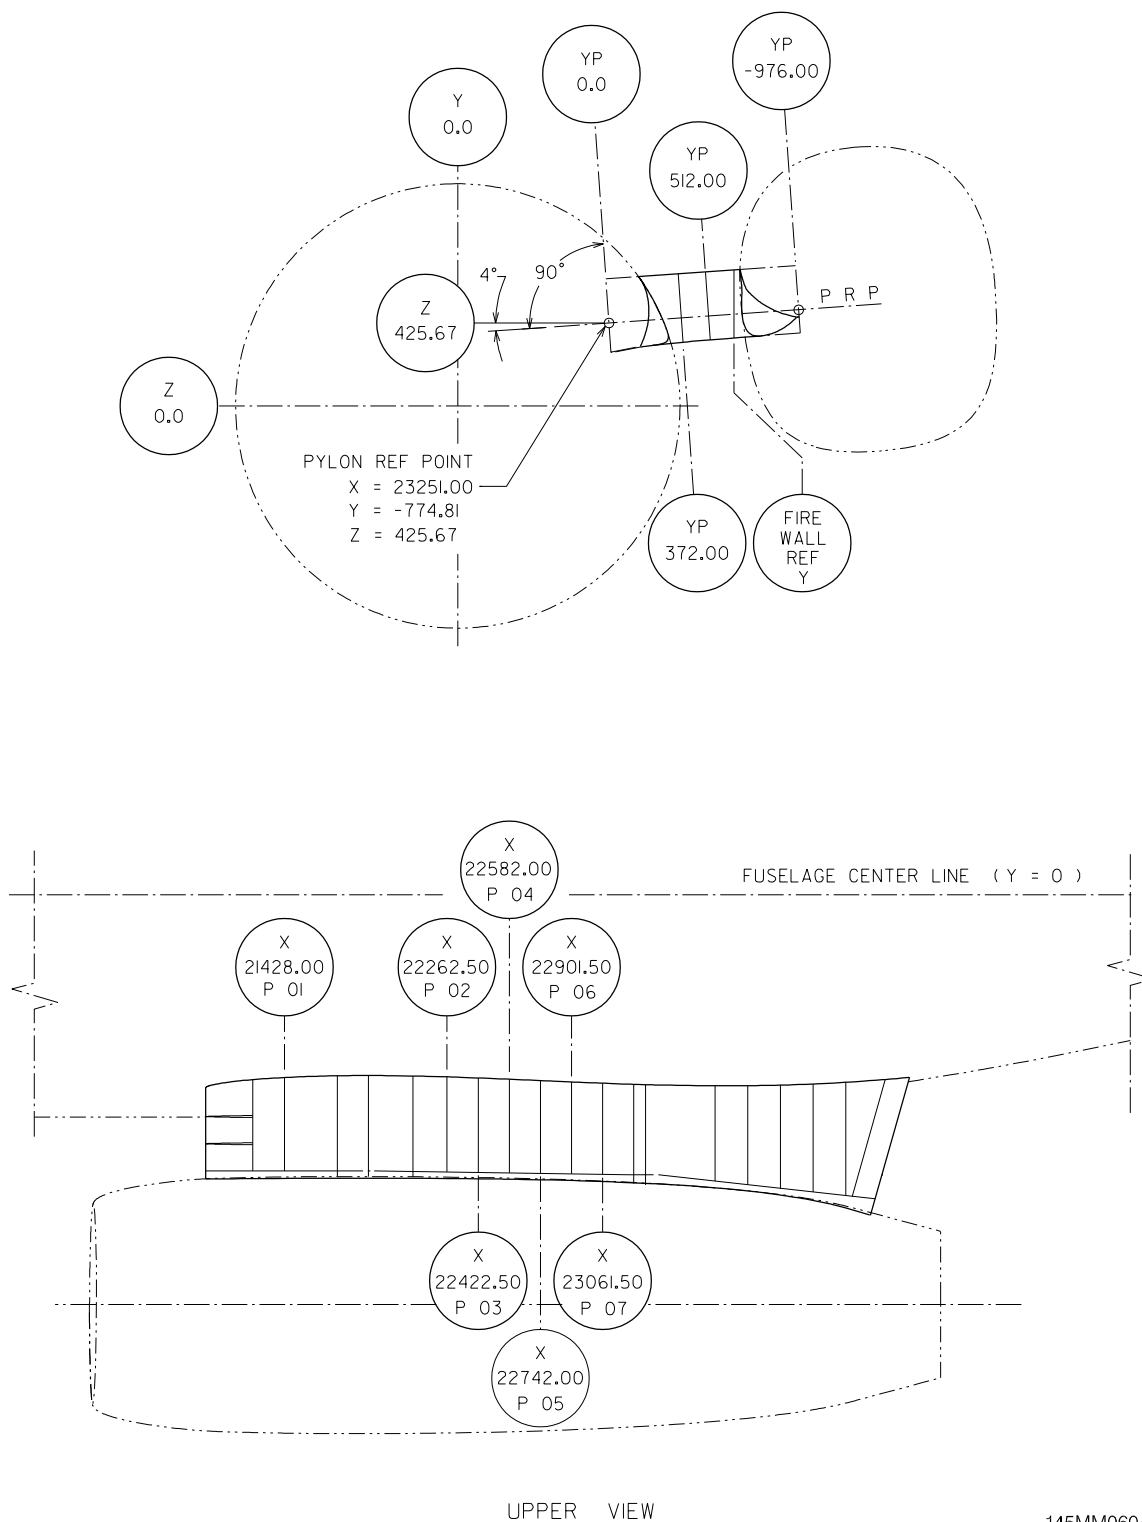 YP
0.0
YP
-976.00
Y
0.0
YP
512.00
4°
90°
Z
425.67
P R P
Z
0.0
PYLON REF POINT
X = 23251.00
Y = -774.81
Z = 425.67
YP
372.00
FIRE
WALL
REF
Y
X
22582.00
P 04
FUSELAGE CENTER LINE ( Y = 0 )
X
21428.00
P 01
X
22262.50
P 02
X
22901.50
P 06
X
22422.50
P 03
X
23061.50
P 07
X
22742.00
P 05
UPPER VIEW